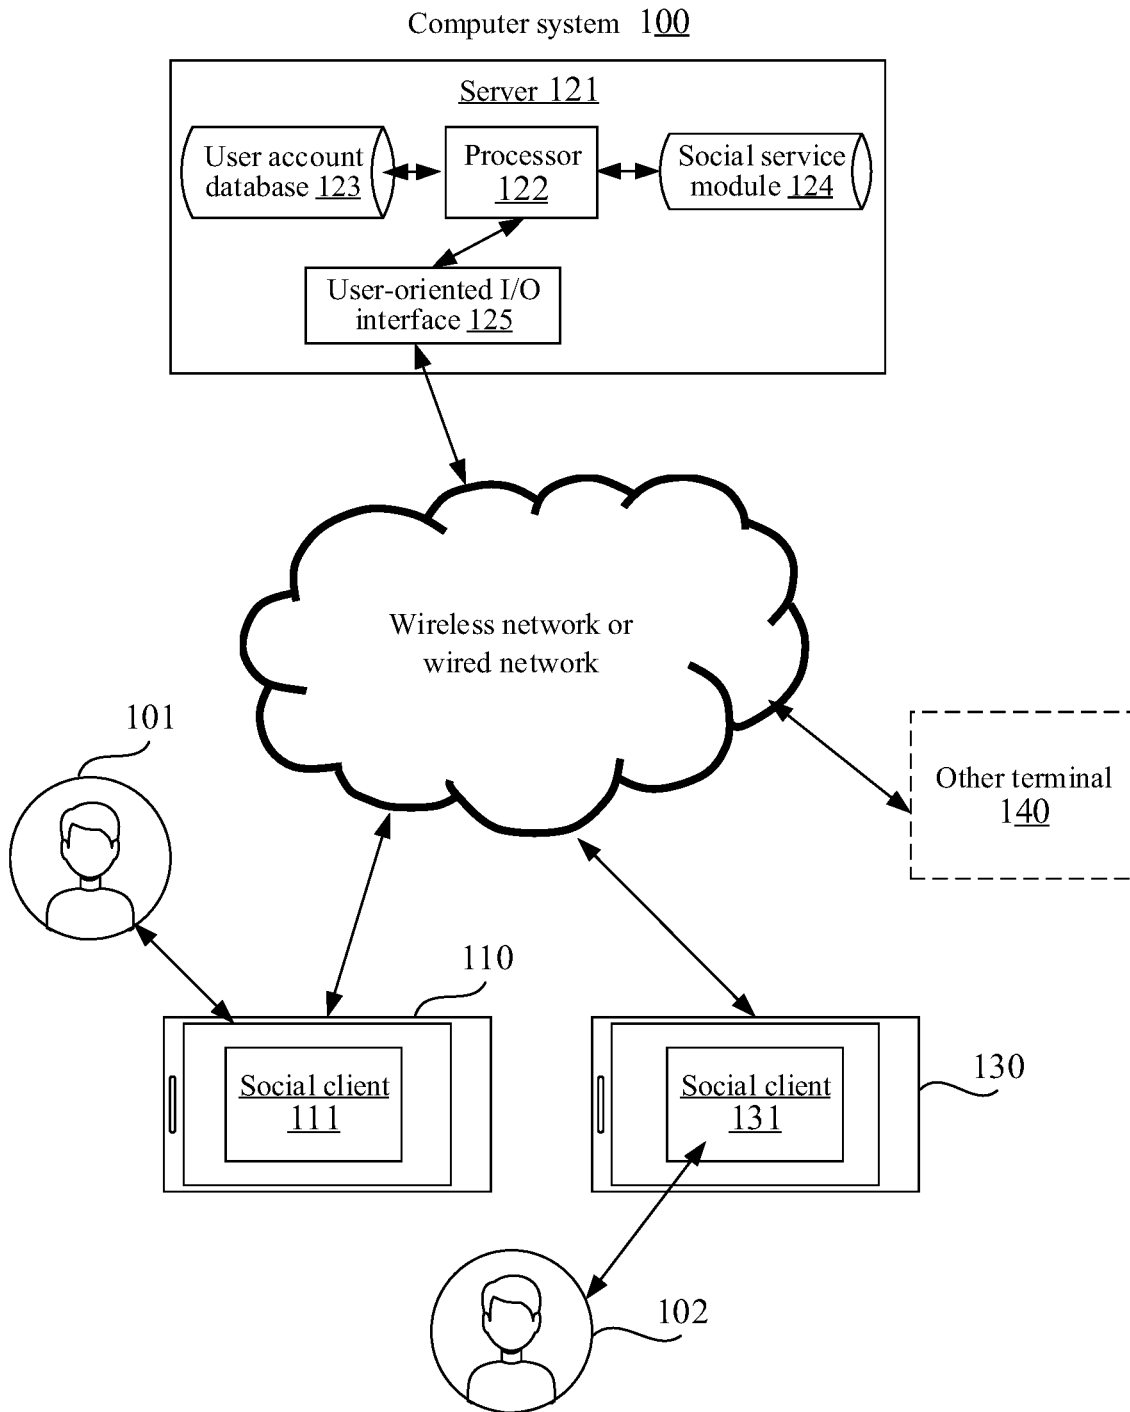 Computer system 100
Server 121
User account
database 123
Processor
122
Social service
module 124
User-oriented I/O
interface 125
Wireless network or
wired network
101
Other terminal
140
110
Social client
111
Social client
131
130
102